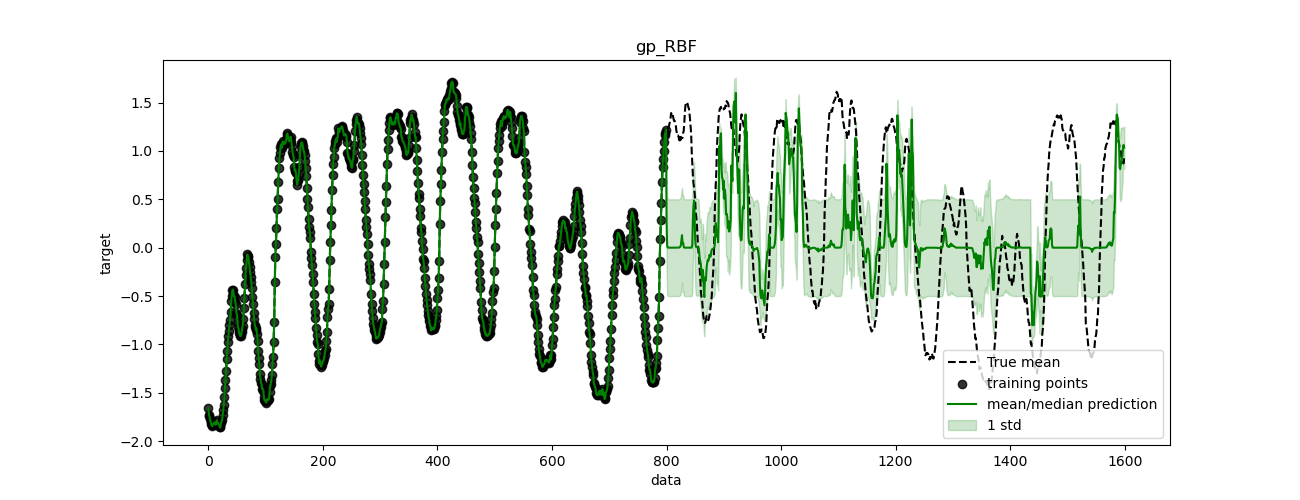 gp_RBF
target
1.5
1.0
0.5
0.0
−0.5
−1.0
−1.5
−2.0
True mean
training points
mean/median prediction
1 std
0 200 400 600 800 1000 1200 1400 1600
data